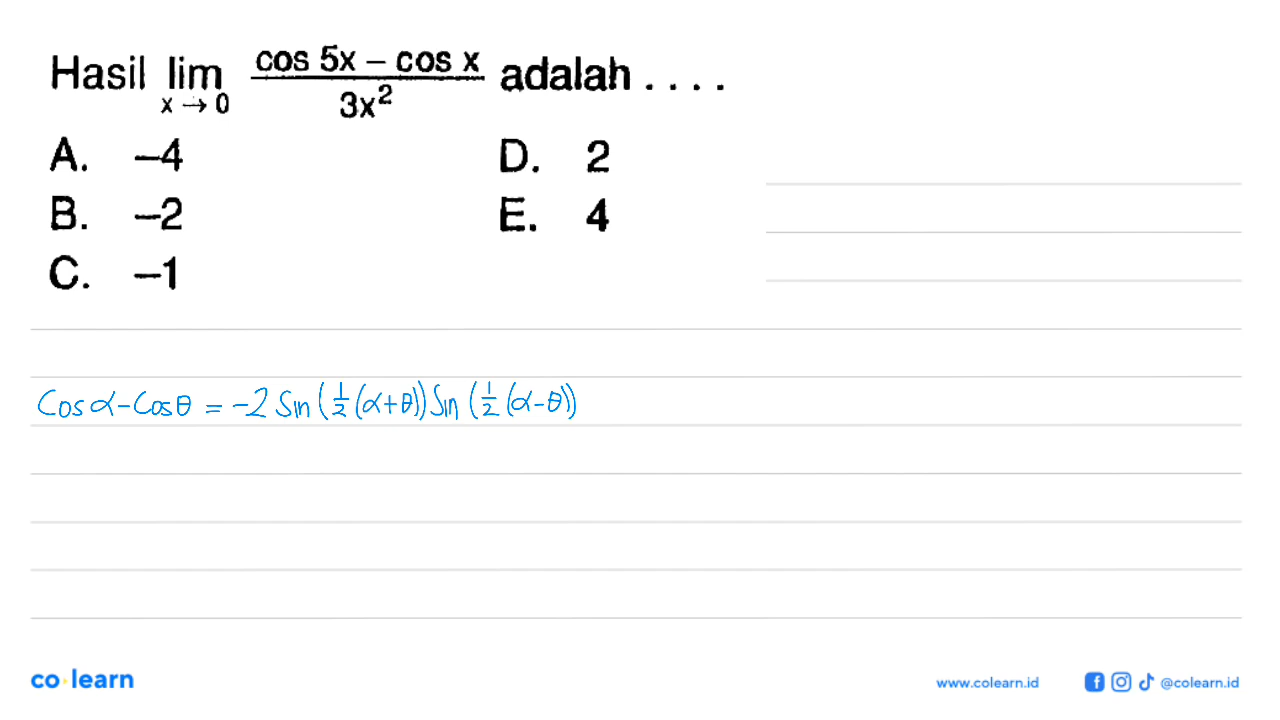 Hasil lim x → 0 (cos 5x – cos x)/(3x²) adalah . . . .
A. –4 D. 2
B. –2 E. 4
C. –1
Cos α – Cos θ = –2 Sin (½ (α+θ)) Sin (½ (α–θ))
co·learn www.colearn.id @colearn.id